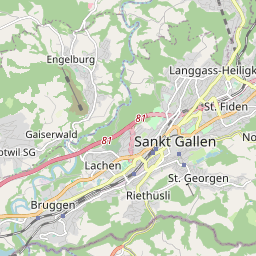 Engelburg
Langgass-Heiligk
St. Fiden
81
Gaiserwald
81
otwil SG
Sankt Gallen
No
Lachen
St. Georgen
Riethüsli
Bruggen